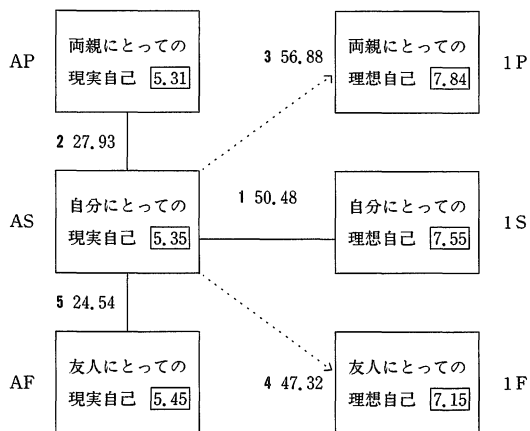 AP
両親にとっての
現実自己 5.31
3 56.88
両親にとっての
理想自己 7.84
1P
2 27.93
AS
自分にとっての
現実自己 5.35
1 50.48
自分にとっての
理想自己 7.55
1S
5 24.54
AF
友人にとっての
現実自己 5.45
4 47.32
友人にとっての
理想自己 7.15
1F